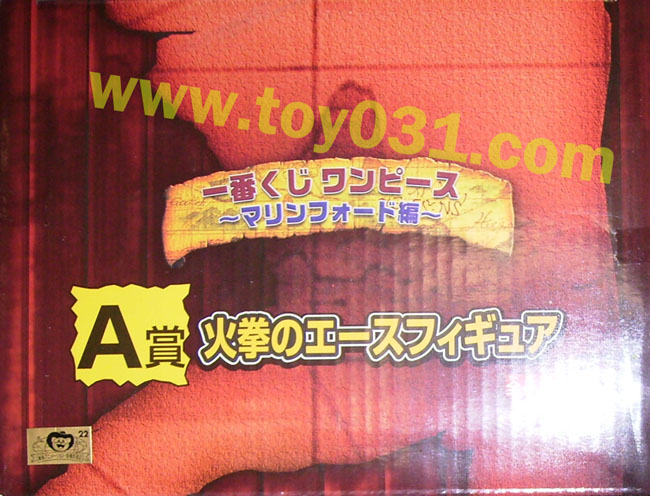 www.toy031.com
一番くじ ワンピース
～マリンフォード編～
A賞 火拳のエースフィギュア
22